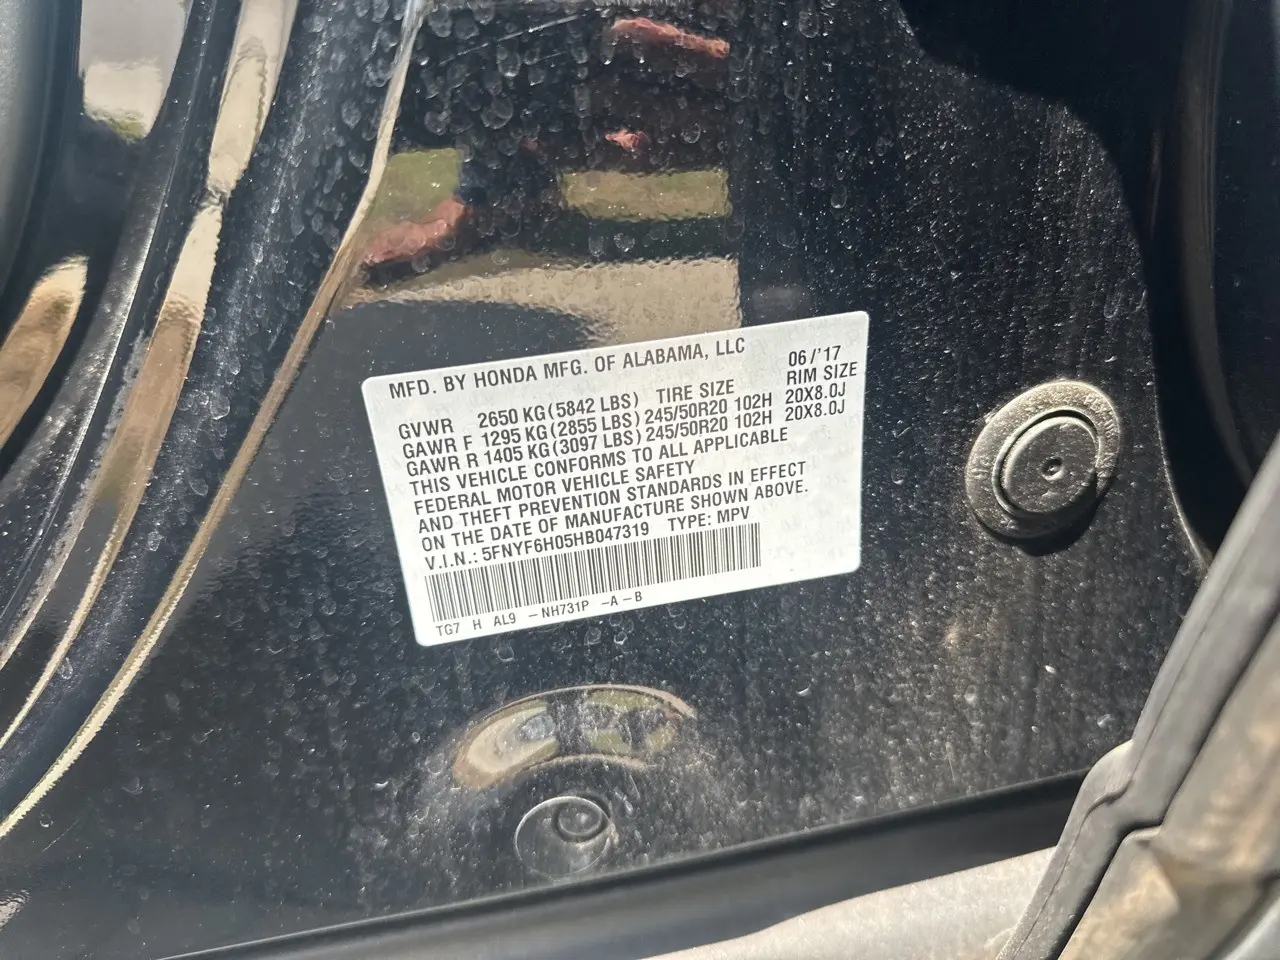 MFD. BY HONDA MFG. OF ALABAMA, LLC 06/'17
GVWR 2650 KG (5842 LBS) TIRE SIZE RIM SIZE
GAWR F 1295 KG (2855 LBS) 245/50R20 102H 20X8.0J
GAWR R 1405 KG (3097 LBS) 245/50R20 102H 20X8.0J
THIS VEHICLE CONFORMS TO ALL APPLICABLE
FEDERAL MOTOR VEHICLE SAFETY
AND THEFT PREVENTION STANDARDS IN EFFECT
ON THE DATE OF MANUFACTURE SHOWN ABOVE.
V.I.N.: 5FNYF6H05HB047319 TYPE: MPV
TG7 H AL9 -NH731P -A -B